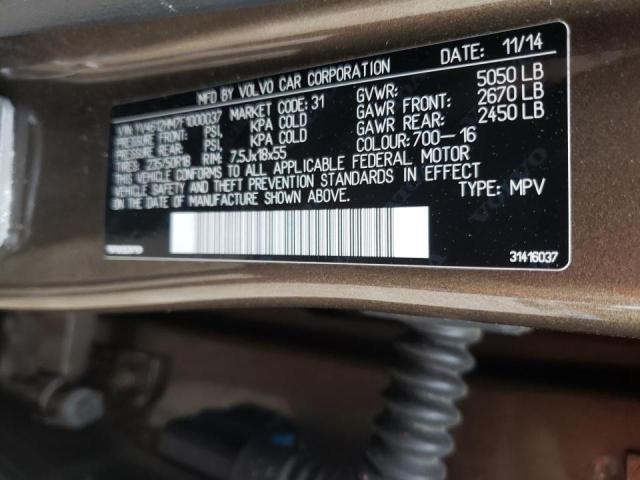 MFD BY VOLVO CAR CORPORATION DATE: 11/14
VIN: YV4612NM7F1000037 MARKET CODE: 31 GVWR: 5050 LB
PRESSURE FRONT: PSI, KPA COLD GAWR FRONT: 2670 LB
PRESSURE REAR: PSI, KPA COLD GAWR REAR: 2450 LB
TIRES: 235/50R18 RIM: 7,5Jx18x55 COLOUR: 700-16
THIS VEHICLE CONFORMS TO ALL APPLICABLE FEDERAL MOTOR
VEHICLE SAFETY AND THEFT PREVENTION STANDARDS IN EFFECT
ON THE DATE OF MANUFACTURE SHOWN ABOVE. TYPE: MPV
31416037